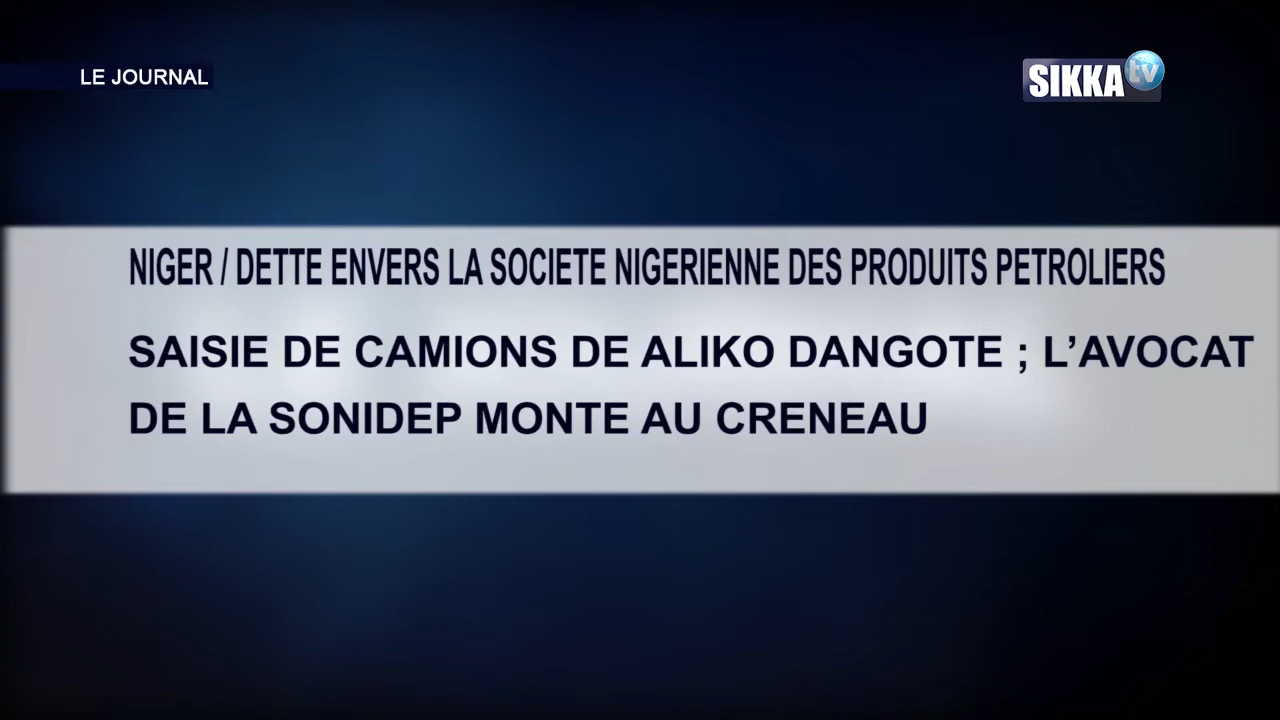 LE JOURNAL
SIKKA tv
NIGER / DETTE ENVERS LA SOCIETE NIGERIENNE DES PRODUITS PETROLIERS
SAISIE DE CAMIONS DE ALIKO DANGOTE ; L’AVOCAT
DE LA SONIDEP MONTE AU CRENEAU